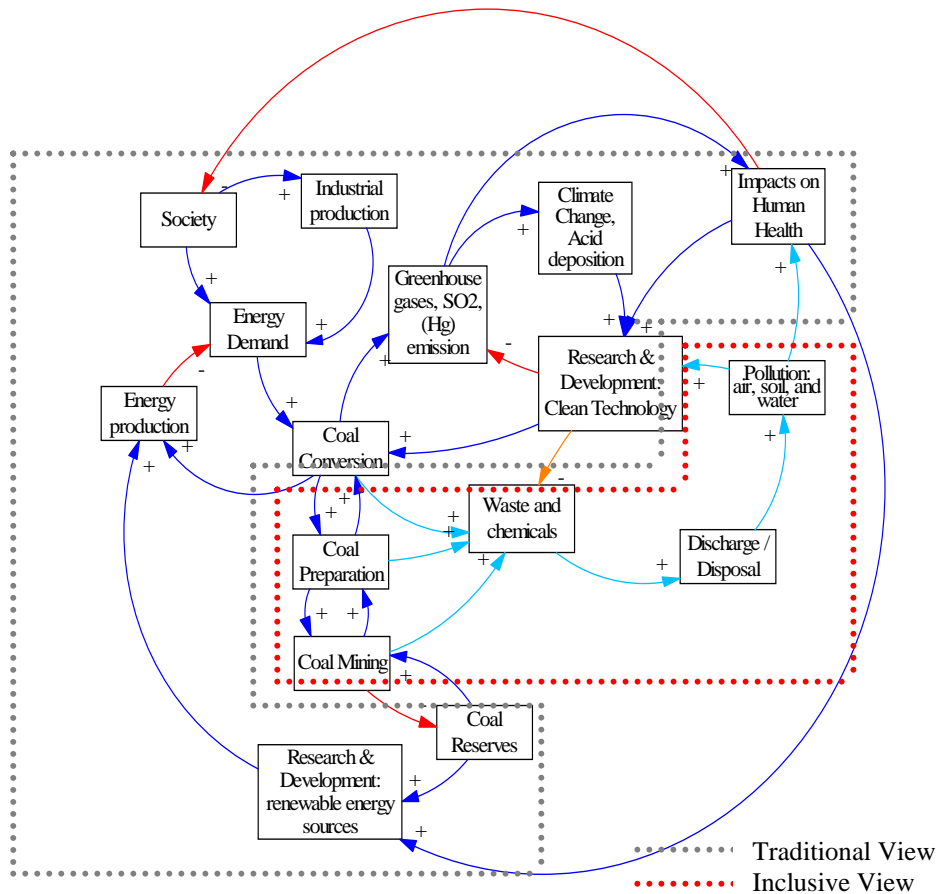 Society
-
+
Industrial
production
Climate
Change,
Acid
deposition
+
Impacts on
Human
Health
+
+
+
Energy
Demand
+
Greenhouse
gases, SO2,
(Hg)
emission
+
+
+
-
Research &
Development:
Clean Technology
+
Pollution:
air, soil, and
water
-
Energy
production
+
+
+
Coal
Conversion
+
+
+
+
+
-
Waste and
chemicals
+
+
+
Coal
Preparation
+
Discharge /
Disposal
+
+
Coal Mining
+
Coal
Reserves
Research &
Development:
renewable energy
sources
+
+
Traditional View
Inclusive View